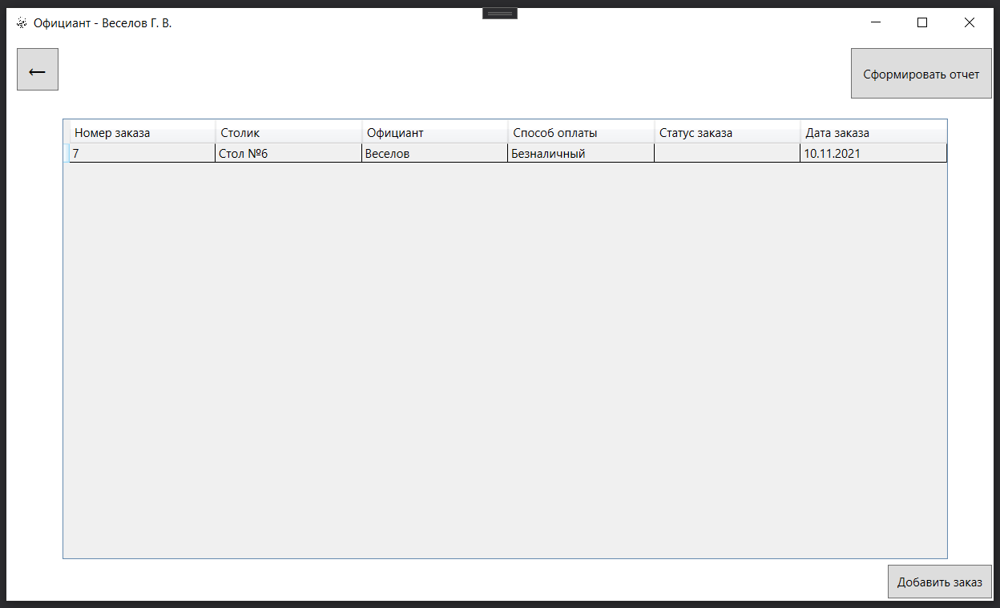 Официант - Веселов Г. В.
←
Сформировать отчет
Номер заказа Столик Официант Способ оплаты Статус заказа Дата заказа
7 Стол №6 Веселов Безналичный 10.11.2021
Добавить заказ